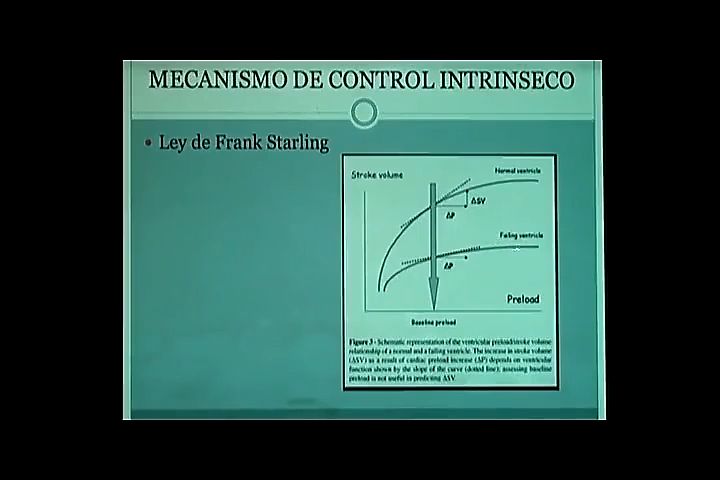 MECANISMO DE CONTROL INTRINSECO
• Ley de Frank Starling
Stroke volume
Normal ventricle
ΔSV
ΔP
Failing ventricle
ΔP
Preload
Baseline preload
Figure 3 - Schematic representation of the ventricular preload/stroke volume
relationship of a normal and a failing ventricle. The increase in stroke volume
(ΔSV) as a result of cardiac preload increase (ΔP) depends on ventricular
function shown by the slope of the curve (dotted line); assessing baseline
preload is not useful in predicting ΔSV.